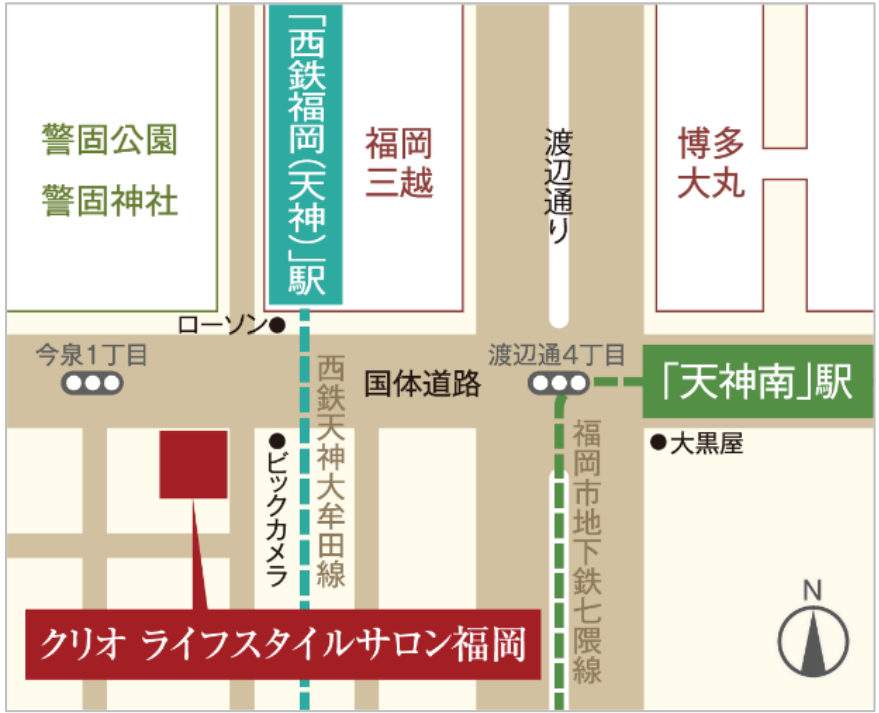 「西鉄福岡(天神)」駅
警固公園
警固神社
福岡
三越
渡辺通り
博多
大丸
ローソン
今泉1丁目
西鉄天神大牟田線
国体道路
渡辺通4丁目
「天神南」駅
ビックカメラ
福岡市地下鉄七隈線
大黒屋
クリオ ライフスタイルサロン福岡
N